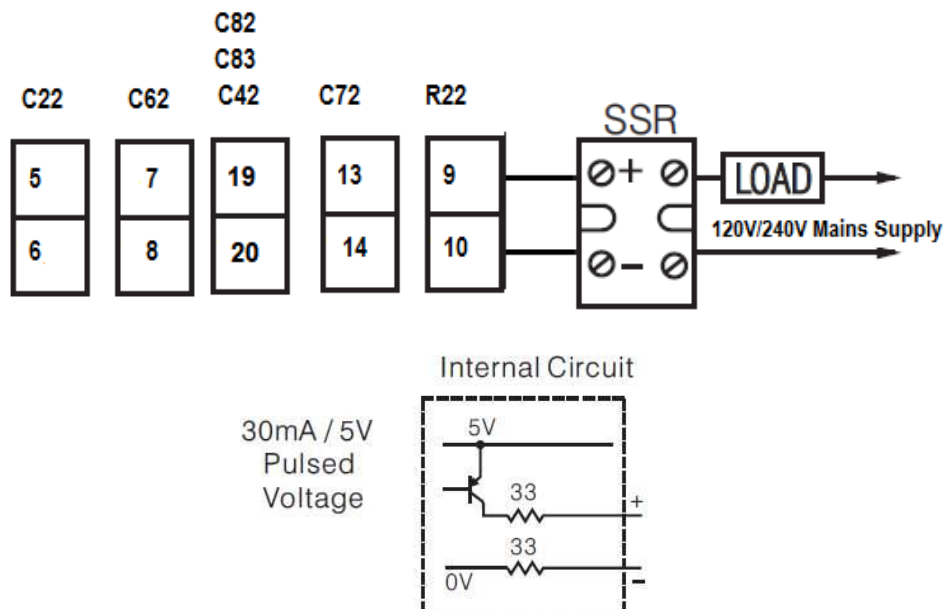 C82
C83
C22 C62 C42 C72 R22
SSR
5 7 19 13 9 + LOAD
120V/240V Mains Supply
6 8 20 14 10 -
Internal Circuit
30mA / 5V
Pulsed
Voltage
5V
33 +
33
0V -